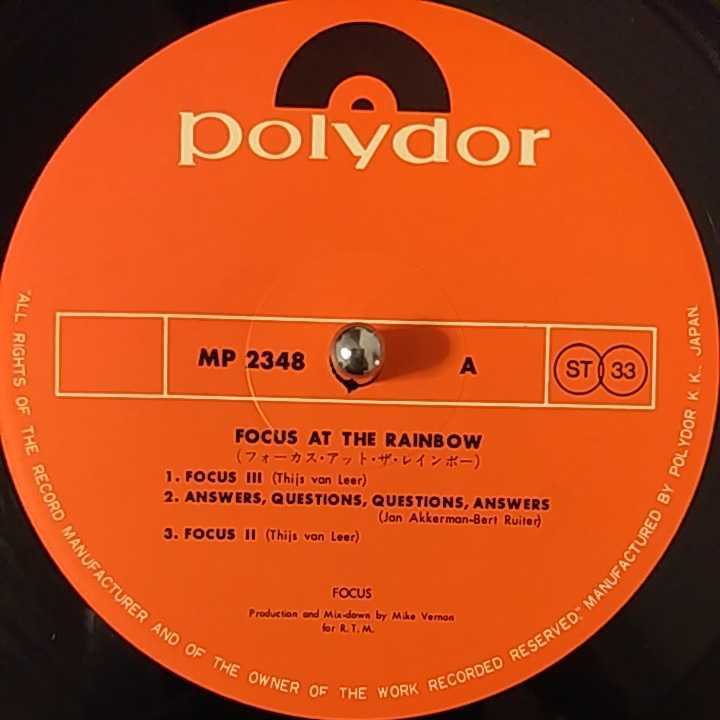 polydor
MP 2348
A
ST 33
FOCUS AT THE RAINBOW
(フォーカス・アット・ザ・レインボー)
1. FOCUS III (Thijs van Leer)
2. ANSWERS, QUESTIONS, QUESTIONS, ANSWERS
(Jan Akkerman-Bert Ruiter)
3. FOCUS II (Thijs van Leer)
FOCUS
Production and Mix-down by Mike Vernon
for R.T.M.
"ALL RIGHTS OF THE RECORD MANUFACTURER AND OF THE OWNER OF THE WORK RECORDED RESERVED." MANUFACTURED BY POLYDOR K.K., JAPAN